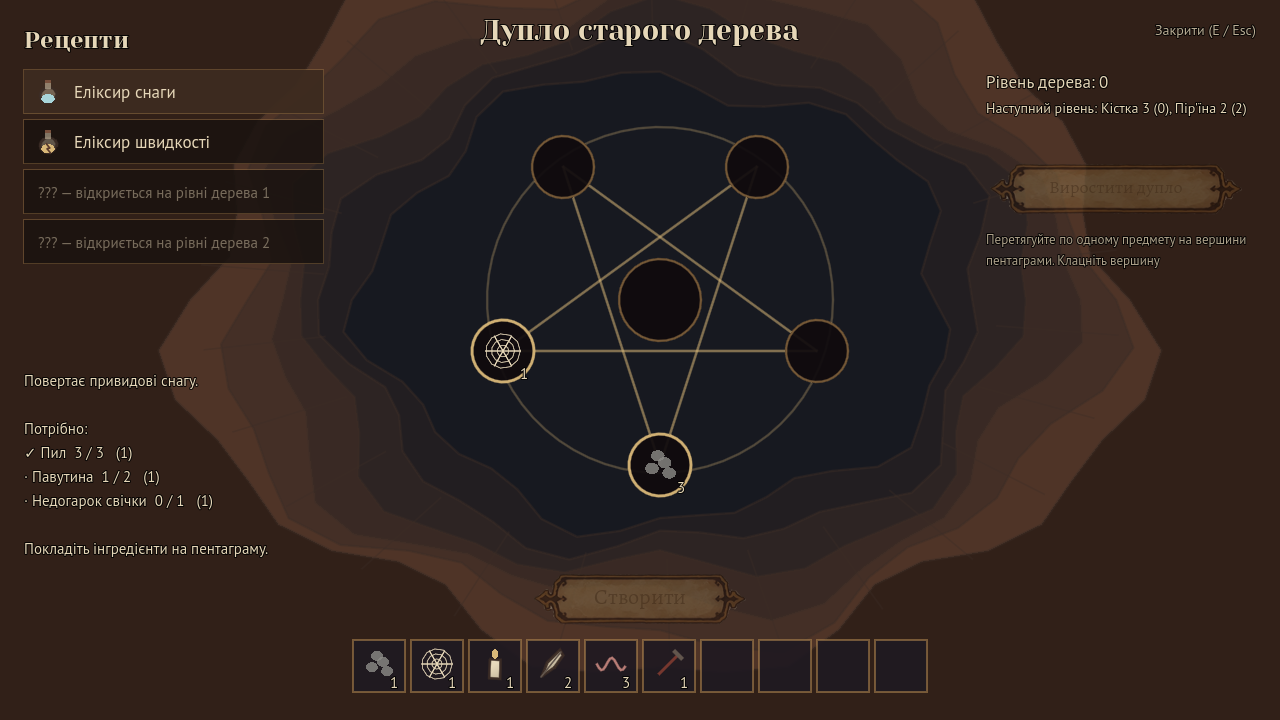 Рецепти
Дупло старого дерева
Закрити (E / Esc)
Еліксир снаги
Еліксир швидкості
??? — відкриється на рівні дерева 1
??? — відкриється на рівні дерева 2
Рівень дерева: 0
Наступний рівень: Кістка 3 (0), Пір'їна 2 (2)
Виростити дупло
Перетягуйте по одному предмету на вершини
пентаграми. Клацніть вершину
1
3
Повертає привидові снагу.
Потрібно:
✓ Пил 3 / 3 (1)
· Павутина 1 / 2 (1)
· Недогарок свічки 0 / 1 (1)
Покладіть інгредієнти на пентаграму.
Створити
1 1 1 2 3 1